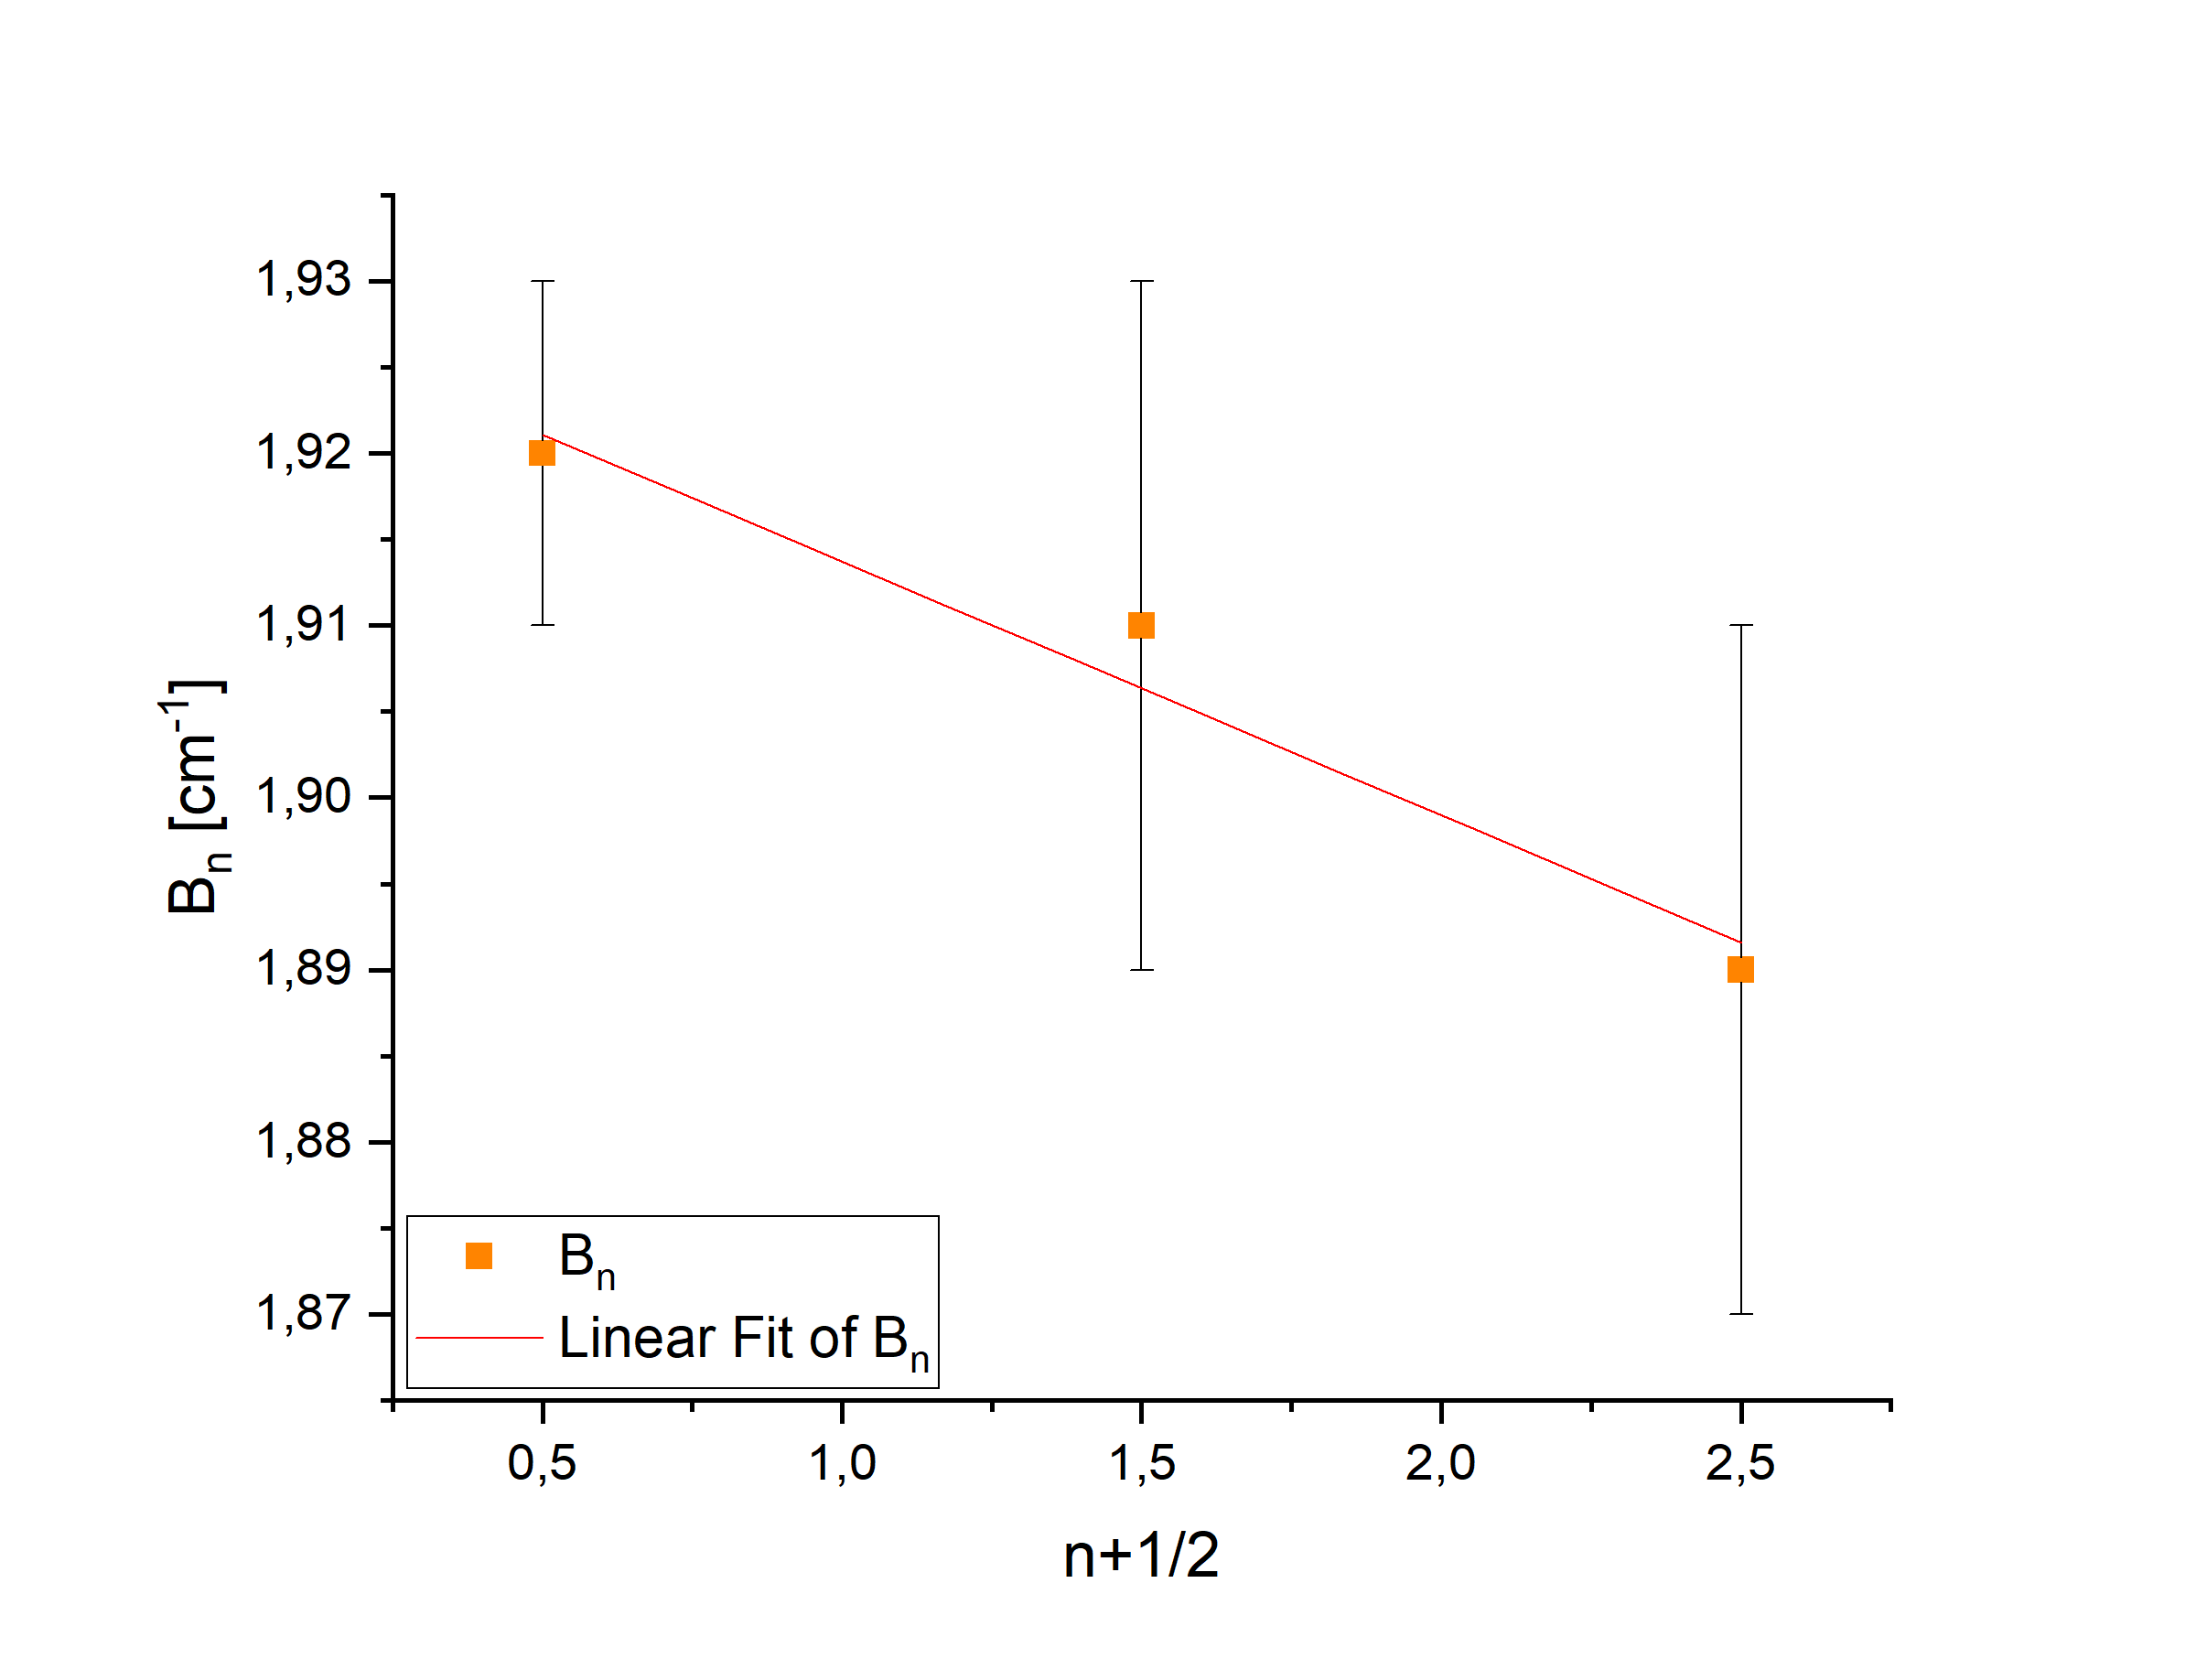 1,93
1,92
1,91
1,90
1,89
1,88
1,87
Bn [cm-1]
Bn
Linear Fit of Bn
0,5 1,0 1,5 2,0 2,5
n+1/2